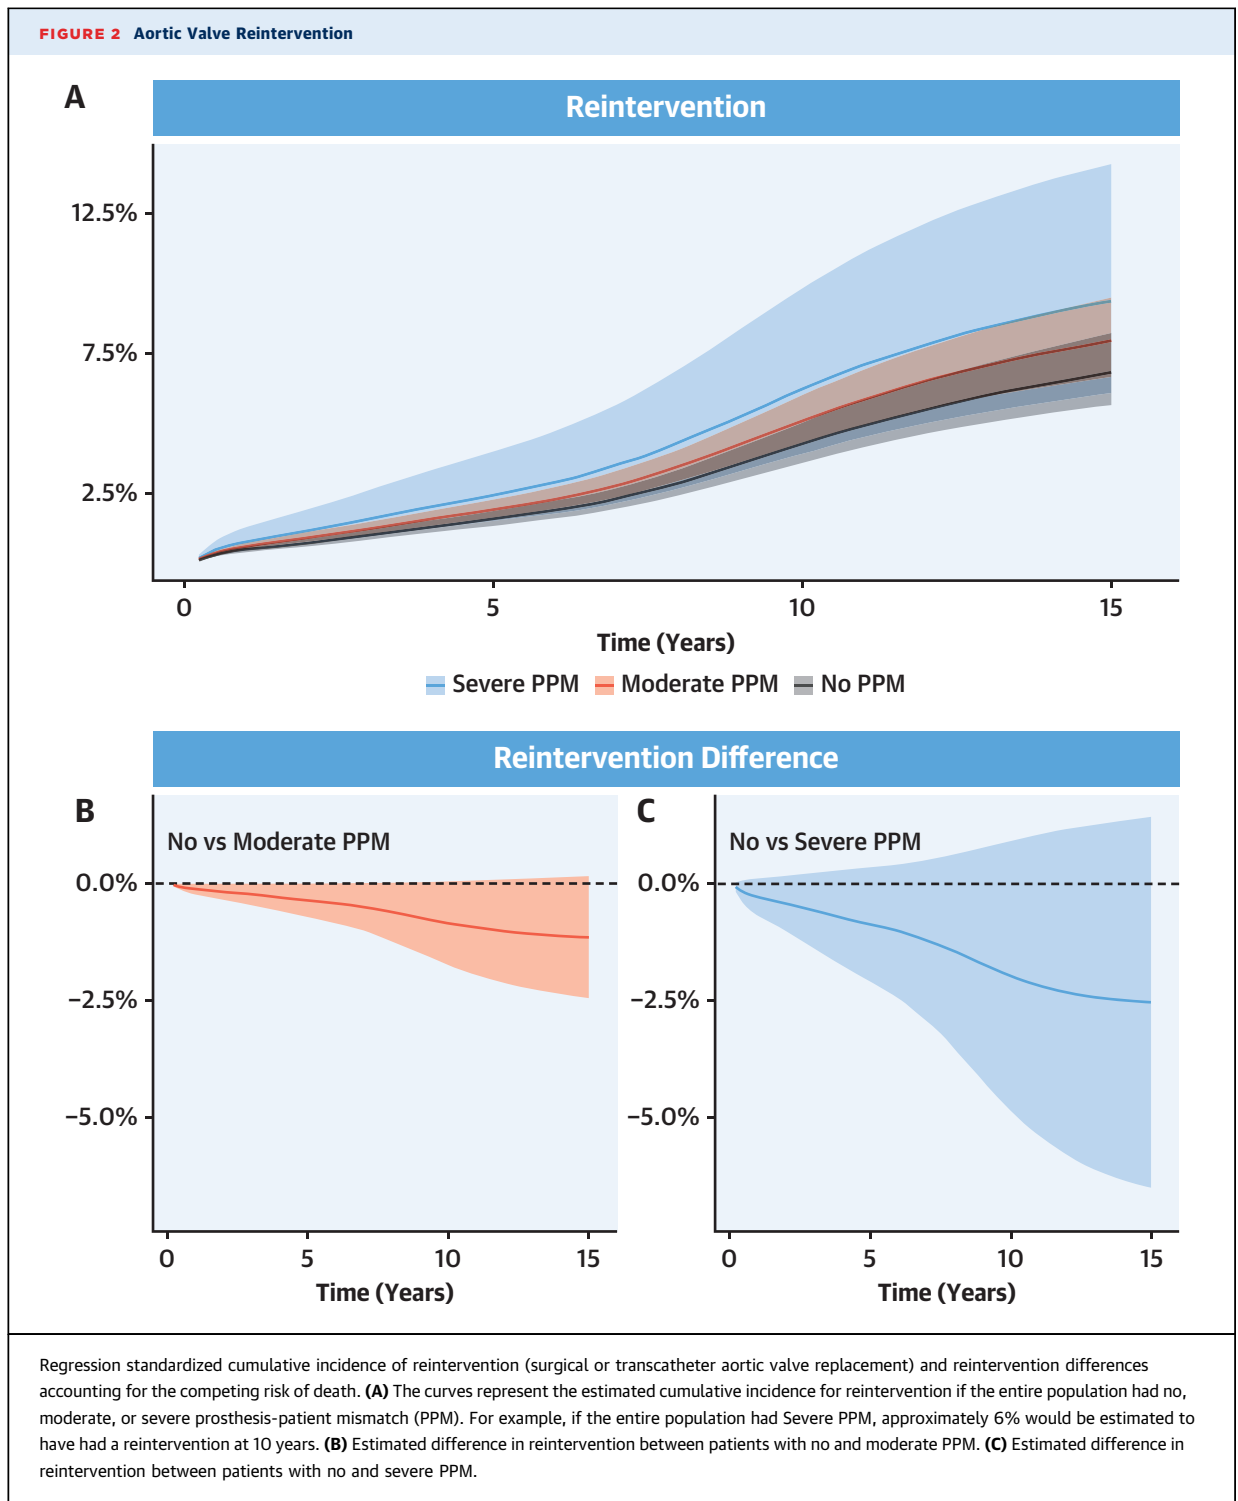 FIGURE 2 Aortic Valve Reintervention
A
Reintervention
12.5%
7.5%
2.5%
0 5 10 15
Time (Years)
Severe PPM Moderate PPM No PPM
Reintervention Difference
B
No vs Moderate PPM
0.0%
−2.5%
−5.0%
0 5 10 15
Time (Years)
C
No vs Severe PPM
0.0%
−2.5%
−5.0%
0 5 10 15
Time (Years)
Regression standardized cumulative incidence of reintervention (surgical or transcatheter aortic valve replacement) and reintervention differences
accounting for the competing risk of death. (A) The curves represent the estimated cumulative incidence for reintervention if the entire population had no,
moderate, or severe prosthesis-patient mismatch (PPM). For example, if the entire population had Severe PPM, approximately 6% would be estimated to
have had a reintervention at 10 years. (B) Estimated difference in reintervention between patients with no and moderate PPM. (C) Estimated difference in
reintervention between patients with no and severe PPM.